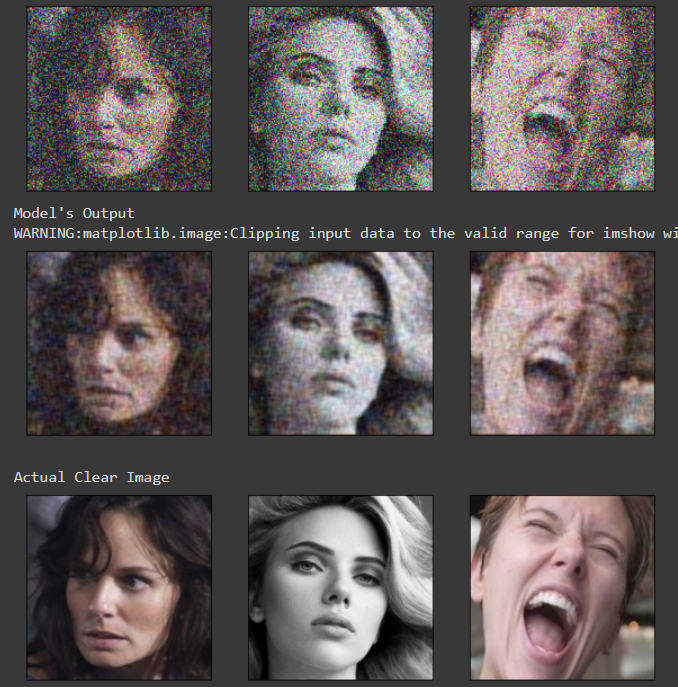 Model's Output
WARNING:matplotlib.image:Clipping input data to the valid range for imshow wi
Actual Clear Image